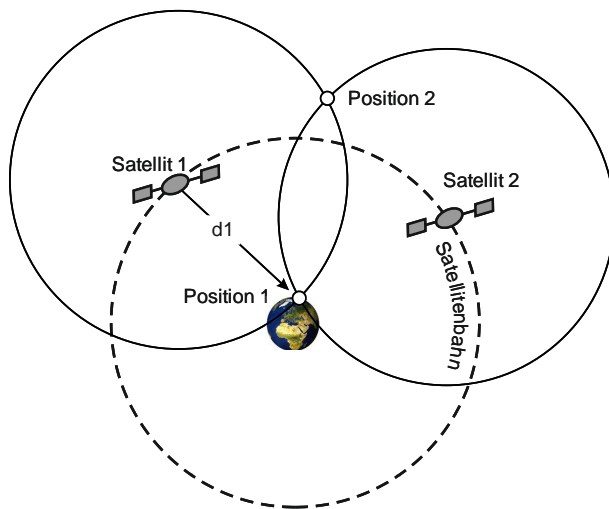 Position 2
Satellit 1
Satellit 2
d1
Satellitenbahn
Position 1